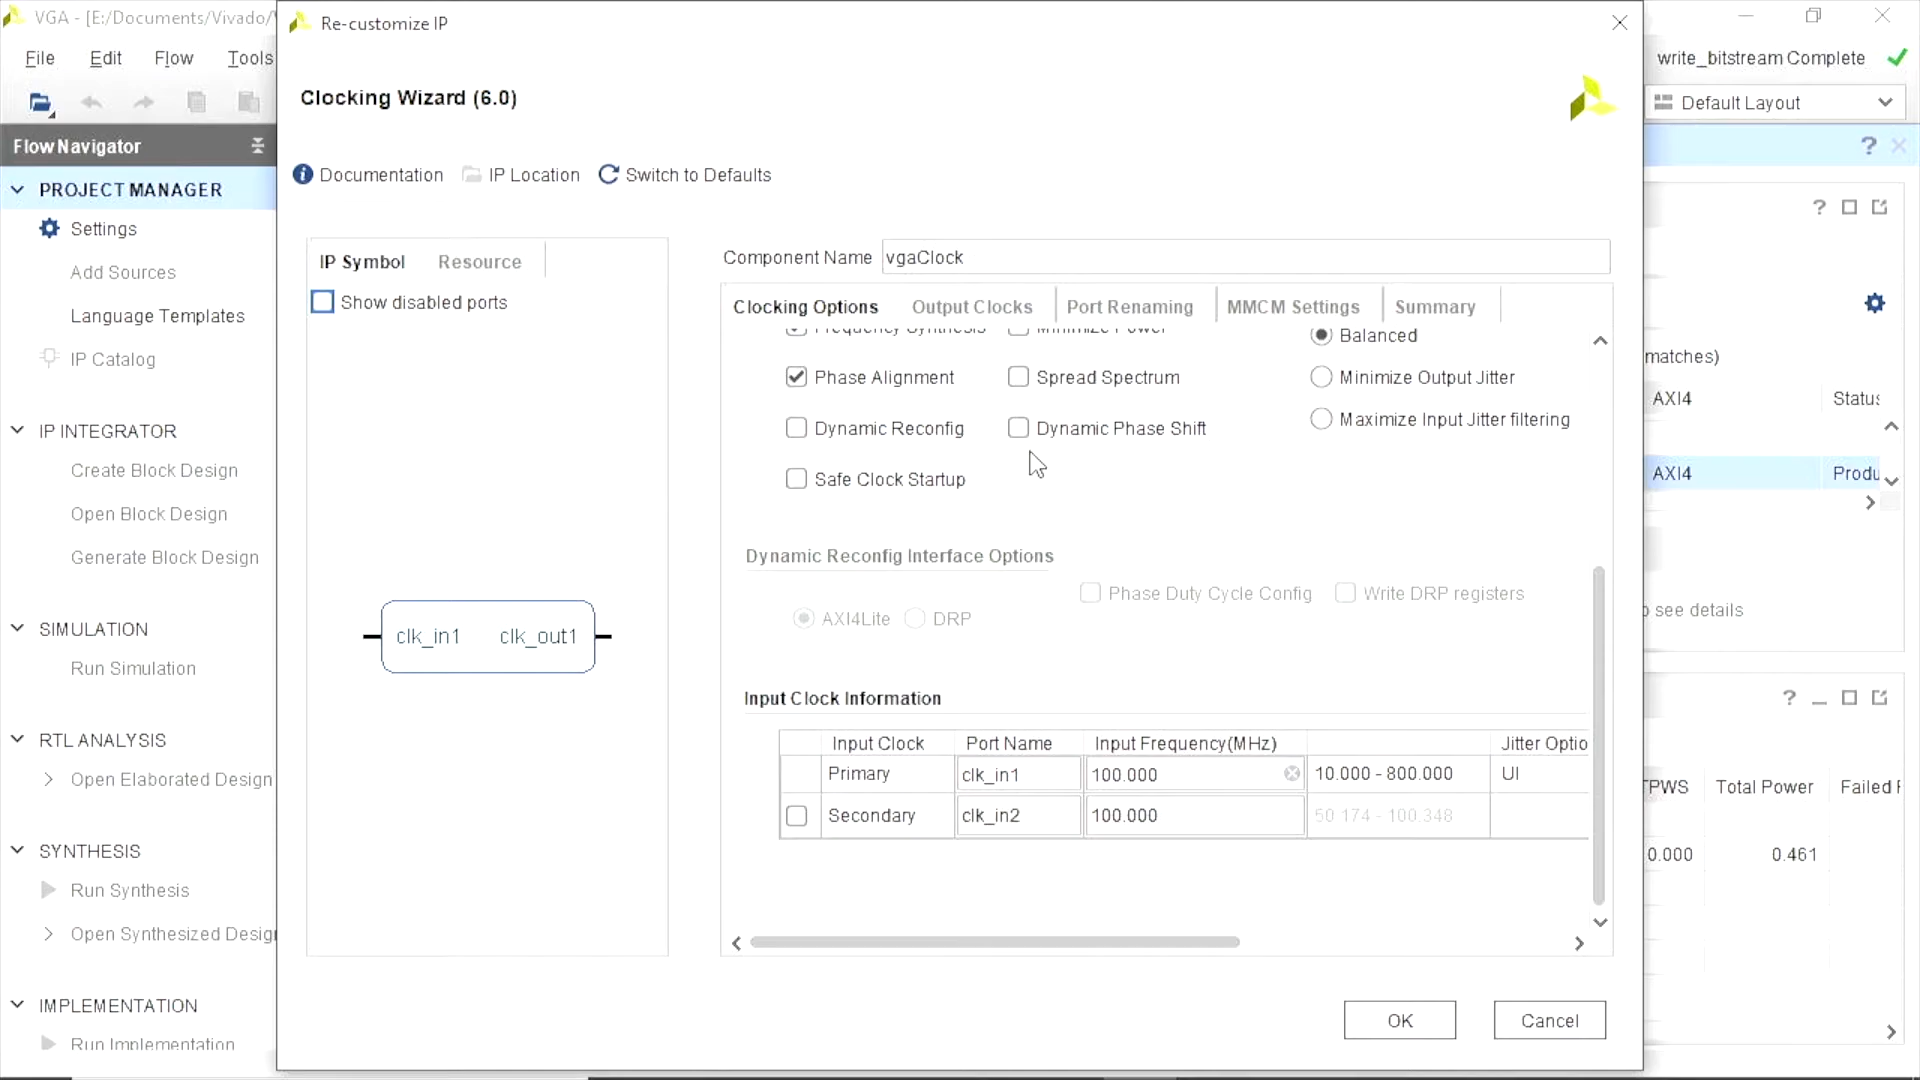 VGA - [E:/Documents/Vivado/
Re-customize IP
File Edit Flow Tools
write_bitstream Complete
Clocking Wizard (6.0)
Default Layout
Flow Navigator
Documentation IP Location Switch to Defaults
PROJECT MANAGER
Settings
Add Sources
Language Templates
IP Catalog
IP INTEGRATOR
Create Block Design
Open Block Design
Generate Block Design
SIMULATION
Run Simulation
RTL ANALYSIS
Open Elaborated Design
SYNTHESIS
Run Synthesis
Open Synthesized Desig
IMPLEMENTATION
Run Implementation
IP Symbol Resource
Show disabled ports
clk_in1 clk_out1
Component Name vgaClock
Clocking Options Output Clocks Port Renaming MMCM Settings Summary
Frequency Synthesis Minimize Power Balanced
Phase Alignment Spread Spectrum Minimize Output Jitter
Dynamic Reconfig Dynamic Phase Shift Maximize Input Jitter filtering
Safe Clock Startup
Dynamic Reconfig Interface Options
Phase Duty Cycle Config Write DRP registers
AXI4Lite DRP
Input Clock Information
Input Clock Port Name Input Frequency(MHz) Jitter Optio
Primary clk_in1 100.000 10.000 - 800.000 UI
Secondary clk_in2 100.000 50.174 - 100.348
OK Cancel
matches)
AXI4 Status
AXI4 Produ
see details
TPWS Total Power Failed
0.000 0.461